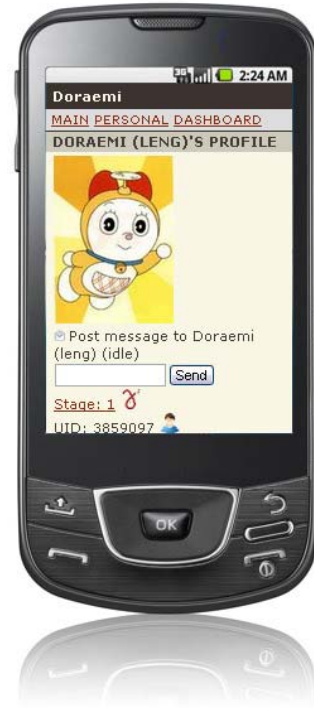 3G 2:24 AM
Doraemi
MAIN PERSONAL DASHBOARD
DORAEMI (LENG)'S PROFILE
Post message to Doraemi
(leng) (idle)
Send
Stage: 1
UID: 3859097
OK